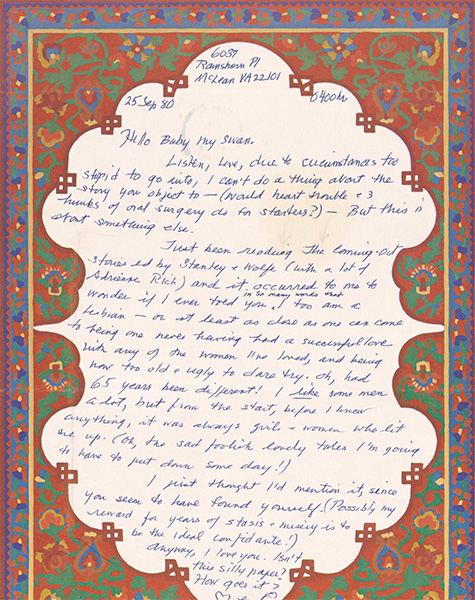 6037
Ramshorn Pl
McLean VA 22101
25 Sep 80
0400 hr
Hello Baby, my Swan.
Listen, Love, due to circumstances too
stupid to go into, I can't do a thing about the
story you object to — (Would heart trouble + 3
hunks of oral surgery do for starters?) — But this is
about something else.
Just been reading The Coming-Out
Stories ed by Stanley + Wolfe (with a lot of
Adrienne Rich) and it occurred to me to
wonder if I ever told you in so many words that I too am a
Lesbian — or at least as close as one can come
to being one never having had a successful love
with any of the women I've loved, and being
now too old + ugly to dare try. Oh, had
65 years been different! I like some men
a lot, but from the start, before I knew
anything, it was always girls + women who lit
me up. (Oh, the sad foolish lovely tales I'm going
to have to put down some day!)
I just thought I'd mention it, since
you seem to have found yourself. (Possibly my
reward for years of stasis + misery is to
be the ideal confidante!)
Anyway, I love you. Isn't
this silly paper?
How goes it?